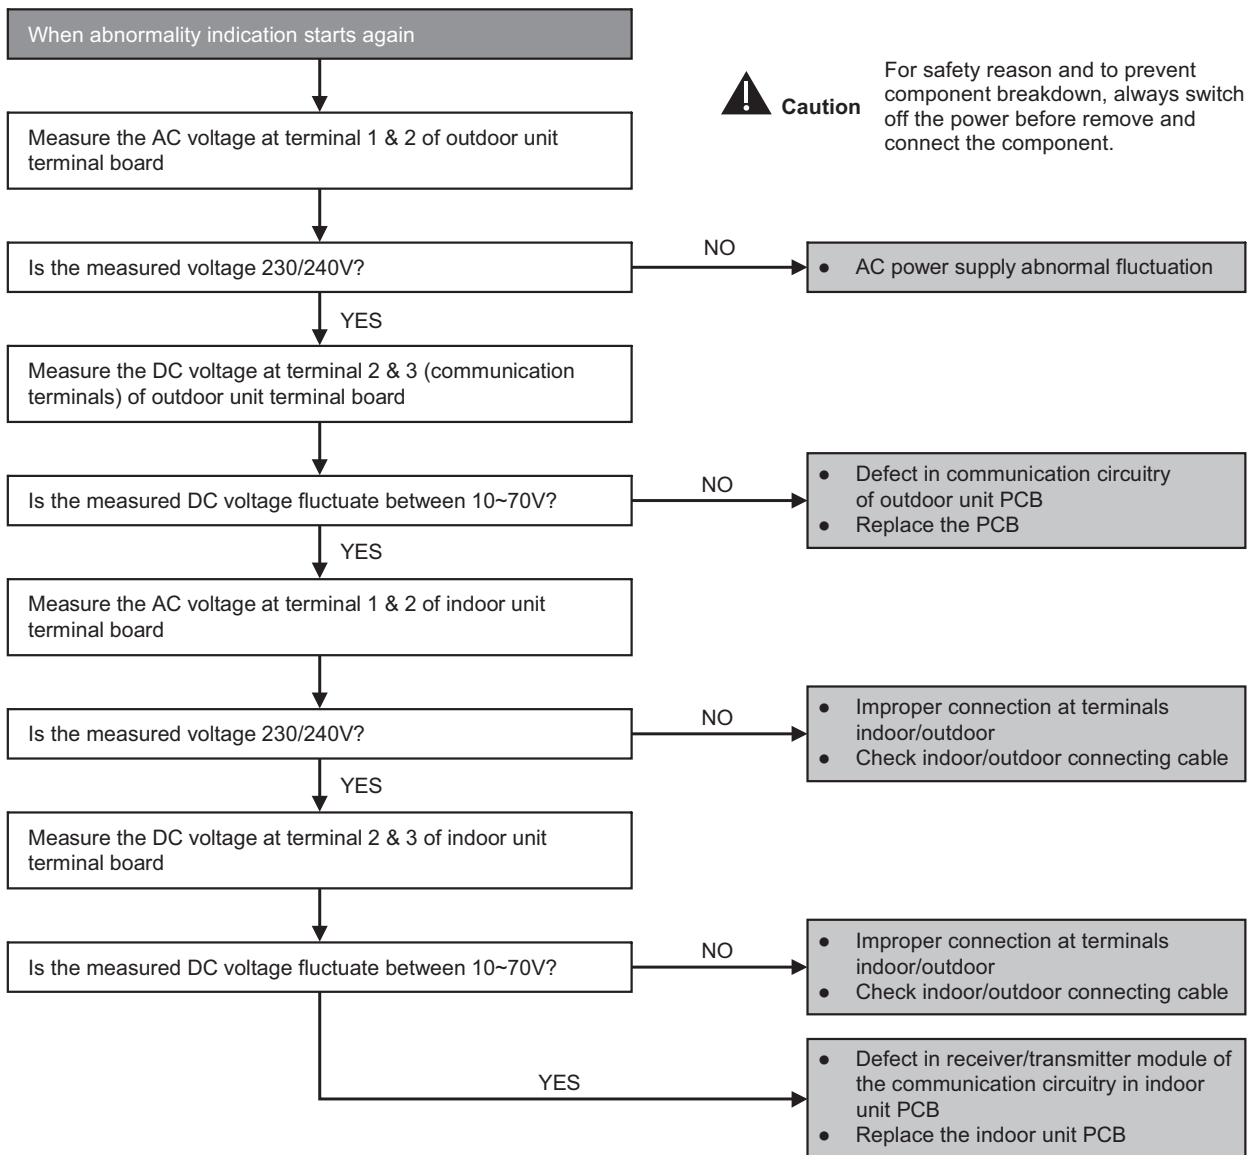 When abnormality indication starts again
Caution
For safety reason and to prevent
component breakdown, always switch
off the power before remove and
connect the component.
Measure the AC voltage at terminal 1 & 2 of outdoor unit
terminal board
Is the measured voltage 230/240V?
NO
● AC power supply abnormal fluctuation
YES
Measure the DC voltage at terminal 2 & 3 (communication
terminals) of outdoor unit terminal board
Is the measured DC voltage fluctuate between 10~70V?
NO
● Defect in communication circuitry
of outdoor unit PCB
● Replace the PCB
YES
Measure the AC voltage at terminal 1 & 2 of indoor unit
terminal board
Is the measured voltage 230/240V?
NO
● Improper connection at terminals
indoor/outdoor
● Check indoor/outdoor connecting cable
YES
Measure the DC voltage at terminal 2 & 3 of indoor unit
terminal board
Is the measured DC voltage fluctuate between 10~70V?
NO
● Improper connection at terminals
indoor/outdoor
● Check indoor/outdoor connecting cable
YES
● Defect in receiver/transmitter module of
the communication circuitry in indoor
unit PCB
● Replace the indoor unit PCB